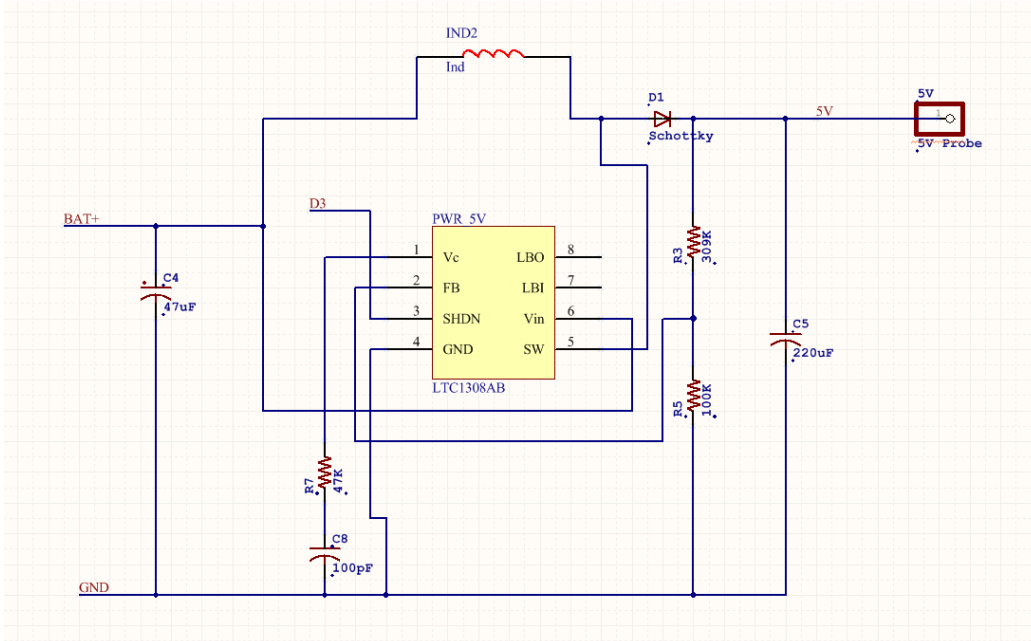 IND2
Ind
D1
Schottky
5V
5V
1
5V Probe
BAT+
D3
PWR_5V
1 Vc LBO 8
2 FB LBI 7
3 SHDN Vin 6
4 GND SW 5
LTC1308AB
C4
47uF
R3
309K
C5
220uF
R5
100K
R7
47K
C8
100pF
GND